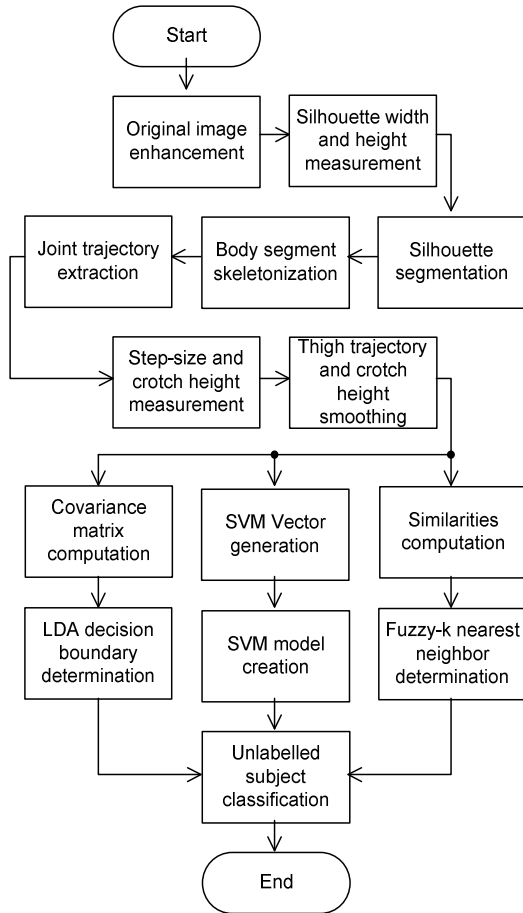 Start
Original image
enhancement
Silhouette width
and height
measurement
Silhouette
segmentation
Body segment
skeletonization
Joint trajectory
extraction
Step-size and
crotch height
measurement
Thigh trajectory
and crotch
height
smoothing
Covariance
matrix
computation
SVM Vector
generation
Similarities
computation
LDA decision
boundary
determination
SVM model
creation
Fuzzy-k nearest
neighbor
determination
Unlabelled
subject
classification
End